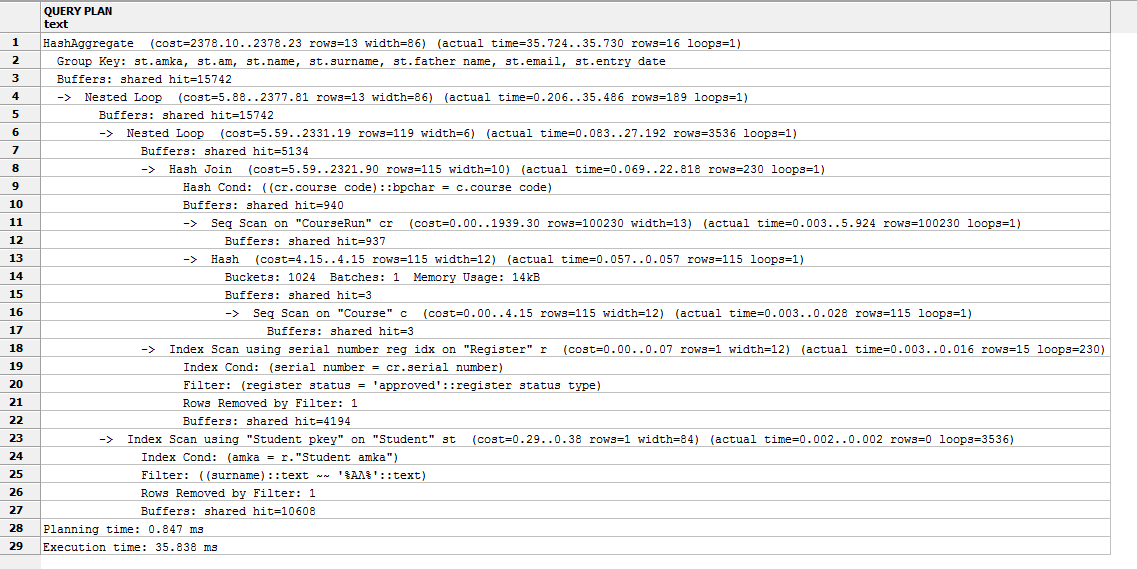 QUERY PLAN
text
1 HashAggregate (cost=2378.10..2378.23 rows=13 width=86) (actual time=35.724..35.730 rows=16 loops=1)
2 Group Key: st.amka, st.am, st.name, st.surname, st.father name, st.email, st.entry date
3 Buffers: shared hit=15742
4 -> Nested Loop (cost=5.88..2377.81 rows=13 width=86) (actual time=0.206..35.486 rows=189 loops=1)
5 Buffers: shared hit=15742
6 -> Nested Loop (cost=5.59..2331.19 rows=119 width=6) (actual time=0.083..27.192 rows=3536 loops=1)
7 Buffers: shared hit=5134
8 -> Hash Join (cost=5.59..2321.90 rows=115 width=10) (actual time=0.069..22.818 rows=230 loops=1)
9 Hash Cond: ((cr.course code)::bpchar = c.course code)
10 Buffers: shared hit=940
11 -> Seq Scan on "CourseRun" cr (cost=0.00..1939.30 rows=100230 width=13) (actual time=0.003..5.924 rows=100230 loops=1)
12 Buffers: shared hit=937
13 -> Hash (cost=4.15..4.15 rows=115 width=12) (actual time=0.057..0.057 rows=115 loops=1)
14 Buckets: 1024 Batches: 1 Memory Usage: 14kB
15 Buffers: shared hit=3
16 -> Seq Scan on "Course" c (cost=0.00..4.15 rows=115 width=12) (actual time=0.003..0.028 rows=115 loops=1)
17 Buffers: shared hit=3
18 -> Index Scan using serial number reg idx on "Register" r (cost=0.00..0.07 rows=1 width=12) (actual time=0.003..0.016 rows=15 loops=230)
19 Index Cond: (serial number = cr.serial number)
20 Filter: (register status = 'approved'::register status type)
21 Rows Removed by Filter: 1
22 Buffers: shared hit=4194
23 -> Index Scan using "Student pkey" on "Student" st (cost=0.29..0.38 rows=1 width=84) (actual time=0.002..0.002 rows=0 loops=3536)
24 Index Cond: (amka = r."Student amka")
25 Filter: ((surname)::text ~~ '%ΑΛ%'::text)
26 Rows Removed by Filter: 1
27 Buffers: shared hit=10608
28 Planning time: 0.847 ms
29 Execution time: 35.838 ms